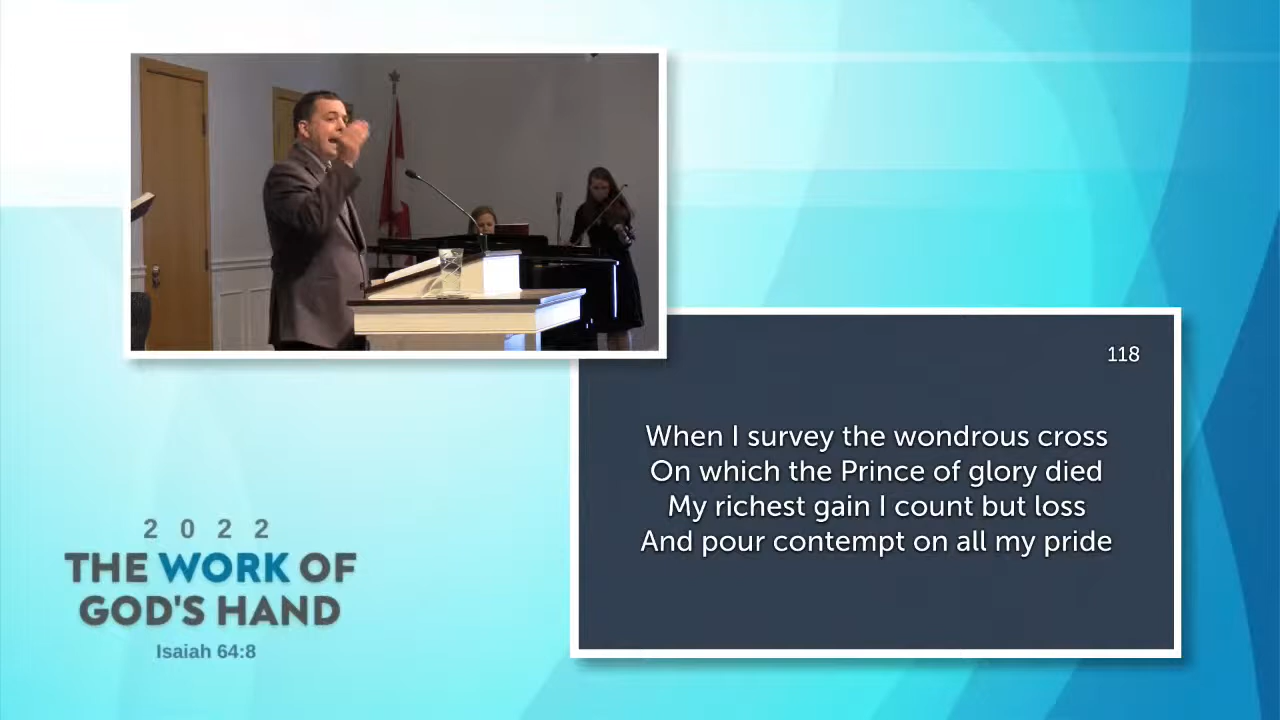 118
When I survey the wondrous cross
On which the Prince of glory died
My richest gain I count but loss
And pour contempt on all my pride
2022
THE WORK OF
GOD'S HAND
Isaiah 64:8